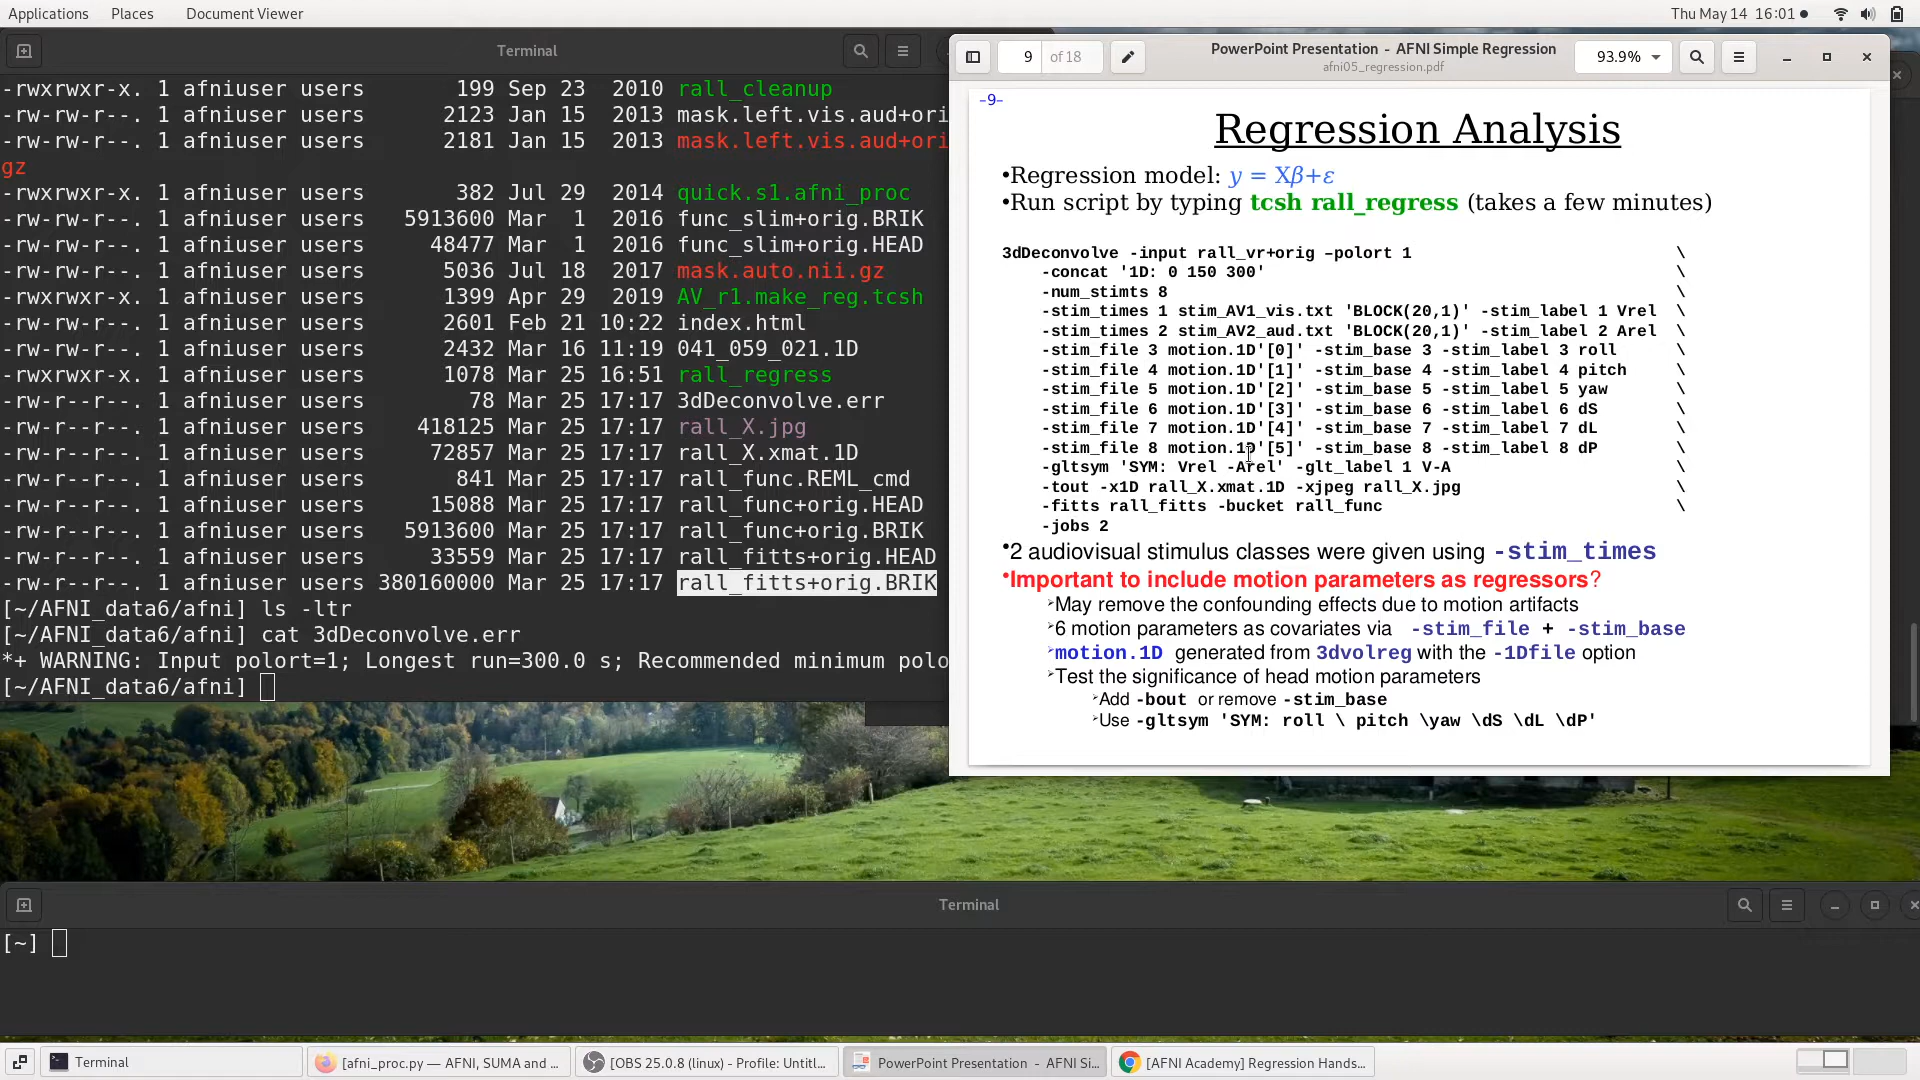 Applications Places Document Viewer Thu May 14 16:01
Terminal
-rwxrwxr-x. 1 afniuser users 199 Sep 23 2010 rall_cleanup
-rw-rw-r--. 1 afniuser users 2123 Jan 15 2013 mask.left.vis.aud+ori
-rw-rw-r--. 1 afniuser users 2181 Jan 15 2013 mask.left.vis.aud+ori
gz
-rwxrwxr-x. 1 afniuser users 382 Jul 29 2014 quick.s1.afni_proc
-rw-rw-r--. 1 afniuser users 5913600 Mar 1 2016 func_slim+orig.BRIK
-rw-rw-r--. 1 afniuser users 48477 Mar 1 2016 func_slim+orig.HEAD
-rw-rw-r--. 1 afniuser users 5036 Jul 18 2017 mask.auto.nii.gz
-rwxrwxr-x. 1 afniuser users 1399 Apr 29 2019 AV_r1.make_reg.tcsh
-rw-rw-r--. 1 afniuser users 2601 Feb 21 10:22 index.html
-rw-rw-r--. 1 afniuser users 2432 Mar 16 11:19 041_059_021.1D
-rwxrwxr-x. 1 afniuser users 1078 Mar 25 16:51 rall_regress
-rw-r--r--. 1 afniuser users 78 Mar 25 17:17 3dDeconvolve.err
-rw-r--r--. 1 afniuser users 418125 Mar 25 17:17 rall_X.jpg
-rw-r--r--. 1 afniuser users 72857 Mar 25 17:17 rall_X.xmat.1D
-rw-r--r--. 1 afniuser users 841 Mar 25 17:17 rall_func.REML_cmd
-rw-r--r--. 1 afniuser users 15088 Mar 25 17:17 rall_func+orig.HEAD
-rw-r--r--. 1 afniuser users 5913600 Mar 25 17:17 rall_func+orig.BRIK
-rw-r--r--. 1 afniuser users 33559 Mar 25 17:17 rall_fitts+orig.HEAD
-rw-r--r--. 1 afniuser users 380160000 Mar 25 17:17 rall_fitts+orig.BRIK
[~/AFNI_data6/afni] ls -ltr
[~/AFNI_data6/afni] cat 3dDeconvolve.err
*+ WARNING: Input polort=1; Longest run=300.0 s; Recommended minimum polo
[~/AFNI_data6/afni]
9 of 18
PowerPoint Presentation - AFNI Simple Regression
afni05_regression.pdf
93.9%
-9-
Regression Analysis
•Regression model: y = Xβ+ε
•Run script by typing tcsh rall_regress (takes a few minutes)
3dDeconvolve -input rall_vr+orig –polort 1 \
-concat '1D: 0 150 300' \
-num_stimts 8 \
-stim_times 1 stim_AV1_vis.txt 'BLOCK(20,1)' -stim_label 1 Vrel \
-stim_times 2 stim_AV2_aud.txt 'BLOCK(20,1)' -stim_label 2 Arel \
-stim_file 3 motion.1D'[0]' -stim_base 3 -stim_label 3 roll \
-stim_file 4 motion.1D'[1]' -stim_base 4 -stim_label 4 pitch \
-stim_file 5 motion.1D'[2]' -stim_base 5 -stim_label 5 yaw \
-stim_file 6 motion.1D'[3]' -stim_base 6 -stim_label 6 dS \
-stim_file 7 motion.1D'[4]' -stim_base 7 -stim_label 7 dL \
-stim_file 8 motion.1D'[5]' -stim_base 8 -stim_label 8 dP \
-gltsym 'SYM: Vrel -Arel' -glt_label 1 V-A \
-tout -x1D rall_X.xmat.1D -xjpeg rall_X.jpg \
-fitts rall_fitts -bucket rall_func \
-jobs 2
•2 audiovisual stimulus classes were given using -stim_times
•Important to include motion parameters as regressors?
➢May remove the confounding effects due to motion artifacts
➢6 motion parameters as covariates via -stim_file + -stim_base
➢motion.1D generated from 3dvolreg with the -1Dfile option
➢Test the significance of head motion parameters
➢Add -bout or remove -stim_base
➢Use -gltsym 'SYM: roll \ pitch \yaw \dS \dL \dP'
Terminal
[~]
Terminal [afni_proc.py — AFNI, SUMA and ... [OBS 25.0.8 (linux) - Profile: Untitl... PowerPoint Presentation - AFNI Si... [AFNI Academy] Regression Hands...